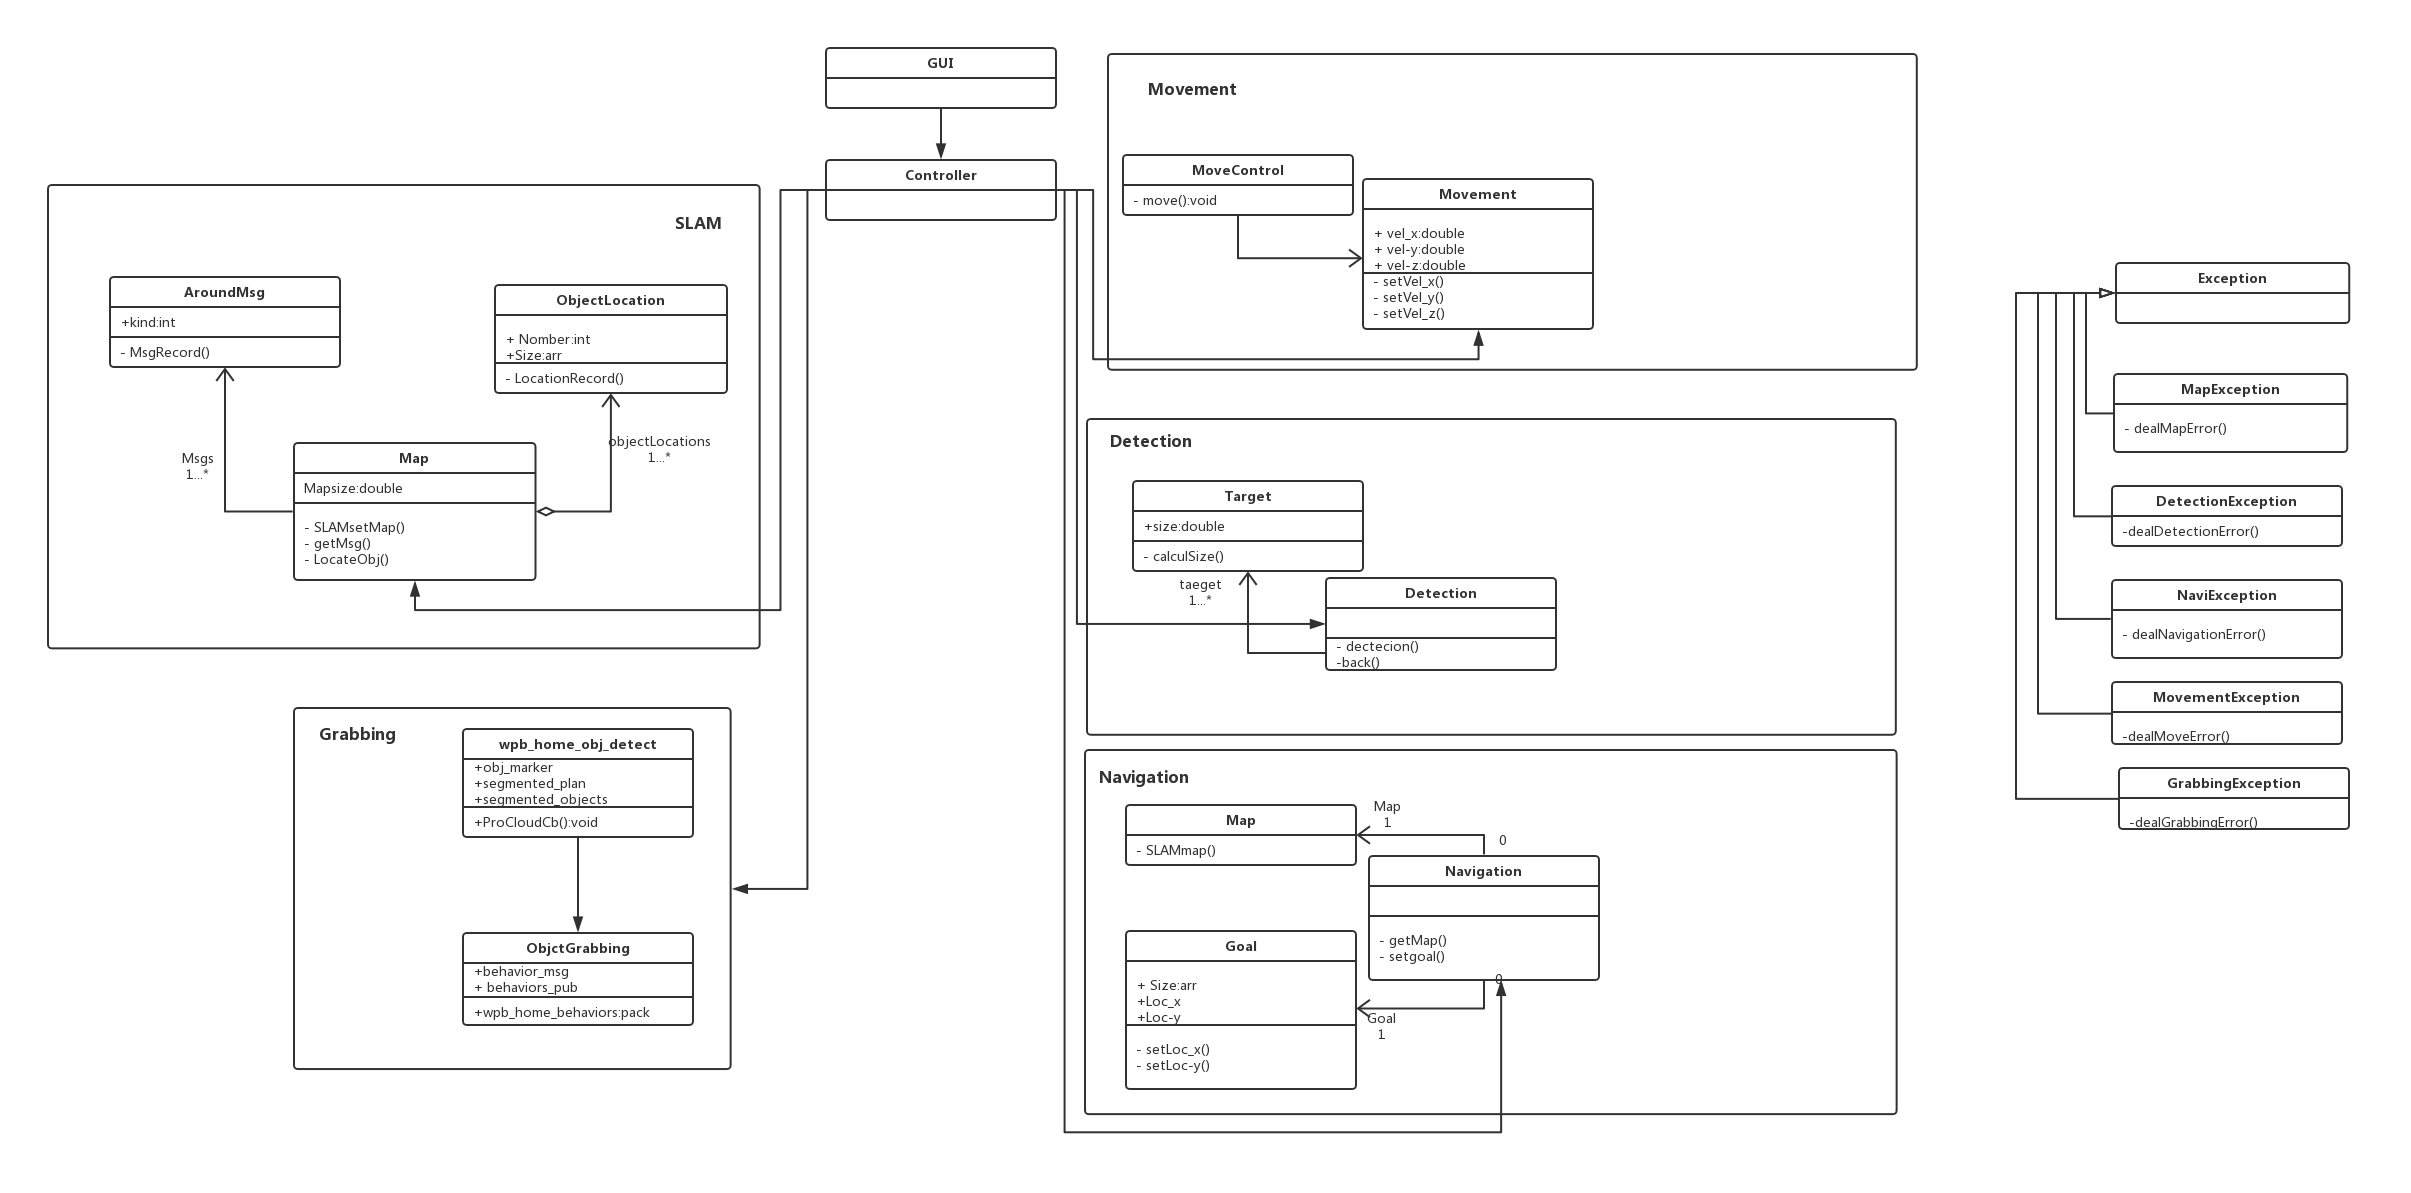 GUI
Controller
SLAM
AroundMsg
+kind:int
- MsgRecord()
ObjectLocation
+ Nomber:int
+Size:arr
- LocationRecord()
Msgs
1...*
objectLocations
1...*
Map
Mapsize:double
- SLAMsetMap()
- getMsg()
- LocateObj()
Grabbing
wpb_home_obj_detect
+obj_marker
+segmented_plan
+segmented_objects
+ProCloudCb():void
ObjctGrabbing
+behavior_msg
+ behaviors_pub
+wpb_home_behaviors:pack
Movement
MoveControl
- move():void
Movement
+ vel_x:double
+ vel-y:double
+ vel-z:double
- setVel_x()
- setVel_y()
- setVel_z()
Detection
Target
+size:double
- calculSize()
taeget
1...*
Detection
- dectecion()
-back()
Navigation
Map
- SLAMmap()
Map
1
0
Navigation
- getMap()
- setgoal()
0
Goal
+ Size:arr
+Loc_x
+Loc-y
- setLoc_x()
- setLoc-y()
Goal
1
Exception
MapException
- dealMapError()
DetectionException
-dealDetectionError()
NaviException
- dealNavigationError()
MovementException
-dealMoveError()
GrabbingException
-dealGrabbingError()